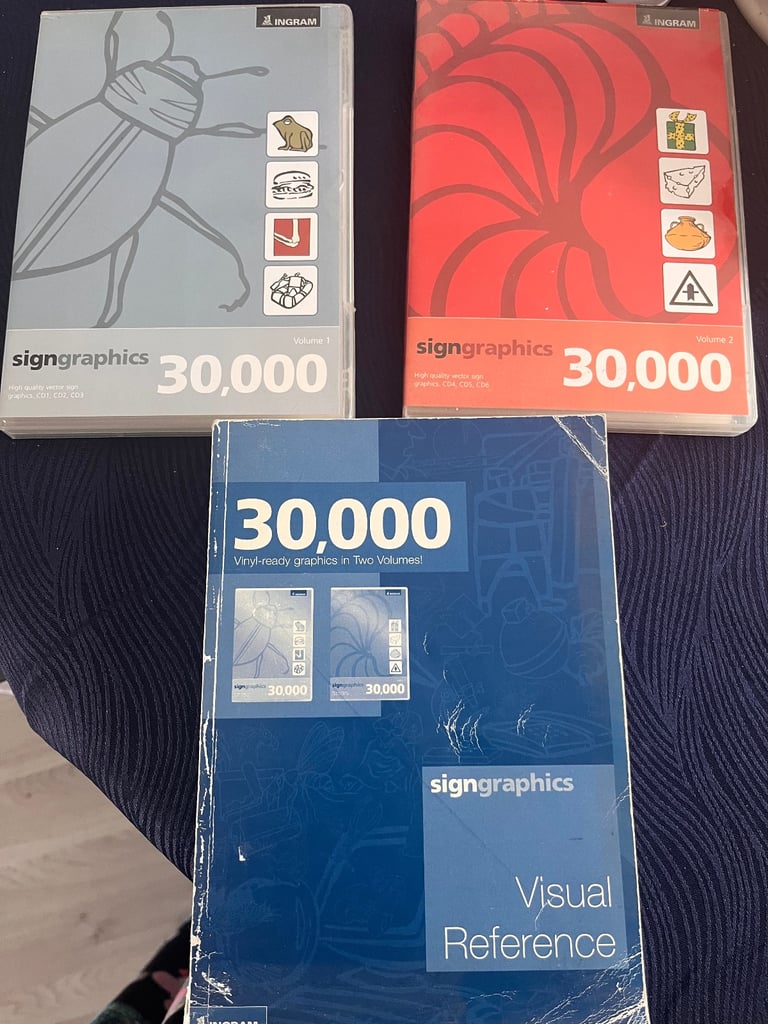 INGRAM
Volume 1
signgraphics 30,000
High quality vector sign
graphics, CD1, CD2, CD3
INGRAM
Volume 2
signgraphics 30,000
High quality vector sign
graphics, CD4, CD5, CD6
30,000
Vinyl-ready graphics in Two Volumes!
signgraphics 30,000
signgraphics 30,000
signgraphics
Visual
Reference
INGRAM